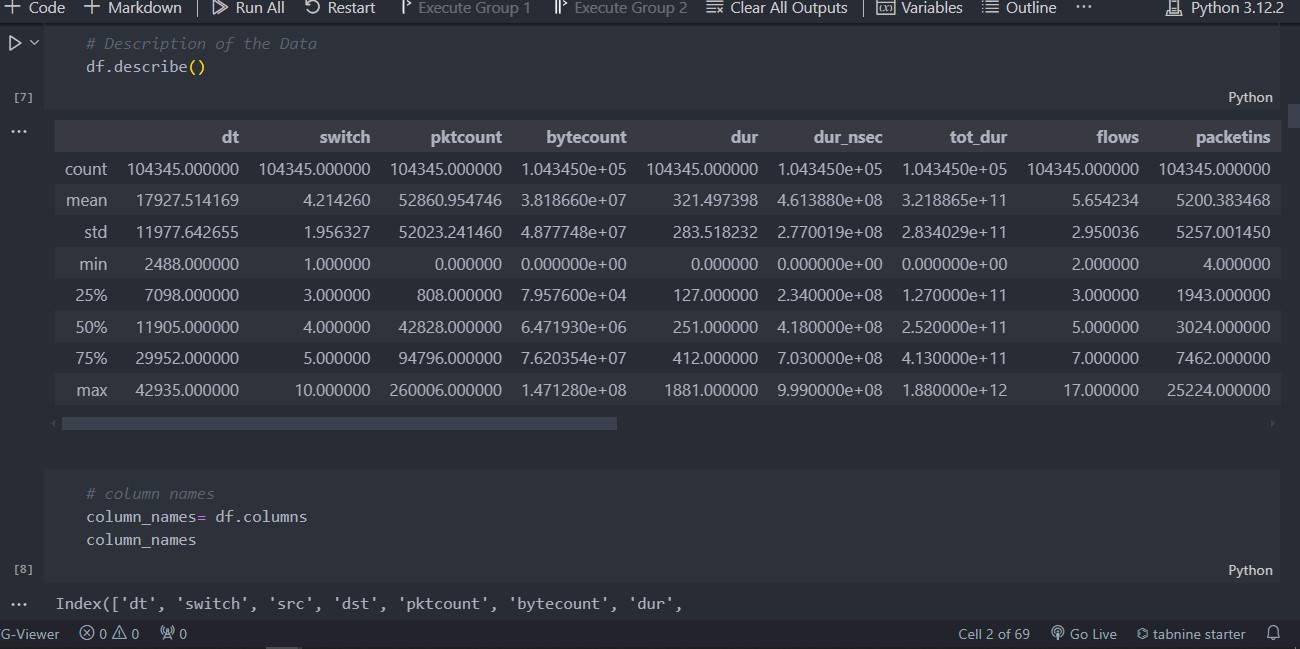 Code Markdown Run All Restart Execute Group 1 Execute Group 2 Clear All Outputs Variables Outline ... Python 3.12.2
# Description of the Data
df.describe()
[7] Python
...
dt switch pktcount bytecount dur dur_nsec tot_dur flows packetins
count 104345.000000 104345.000000 104345.000000 1.043450e+05 104345.000000 1.043450e+05 1.043450e+05 104345.000000 104345.000000
mean 17927.514169 4.214260 52860.954746 3.818660e+07 321.497398 4.613880e+08 3.218865e+11 5.654234 5200.383468
std 11977.642655 1.956327 52023.241460 4.877748e+07 283.518232 2.770019e+08 2.834029e+11 2.950036 5257.001450
min 2488.000000 1.000000 0.000000 0.000000e+00 0.000000 0.000000e+00 0.000000e+00 2.000000 4.000000
25% 7098.000000 3.000000 808.000000 7.957600e+04 127.000000 2.340000e+08 1.270000e+11 3.000000 1943.000000
50% 11905.000000 4.000000 42828.000000 6.471930e+06 251.000000 4.180000e+08 2.520000e+11 5.000000 3024.000000
75% 29952.000000 5.000000 94796.000000 7.620354e+07 412.000000 7.030000e+08 4.130000e+11 7.000000 7462.000000
max 42935.000000 10.000000 260006.000000 1.471280e+08 1881.000000 9.990000e+08 1.880000e+12 17.000000 25224.000000
# column names
column_names= df.columns
column_names
[8] Python
... Index(['dt', 'switch', 'src', 'dst', 'pktcount', 'bytecount', 'dur',
G-Viewer 0 0 0 Cell 2 of 69 Go Live tabnine starter